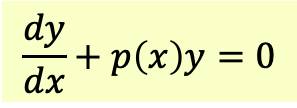 dy/dx + p(x)y = 0